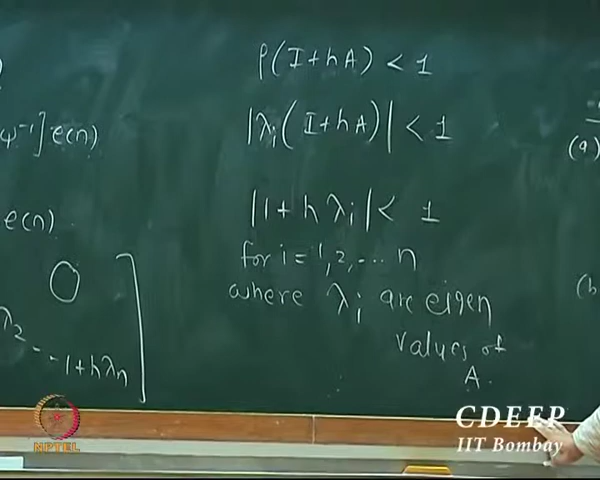 ψ⁻¹] e(n)
e(n)
0
λ₂
-- 1+hλn
ρ(I+hA) < 1
|λi(I+hA)| < 1
|1+hλi| < 1
for i = 1,2,--- n
where λi are eigen
values of
A.
(a)
(b
NPTEL
CDEEP
IIT Bombay